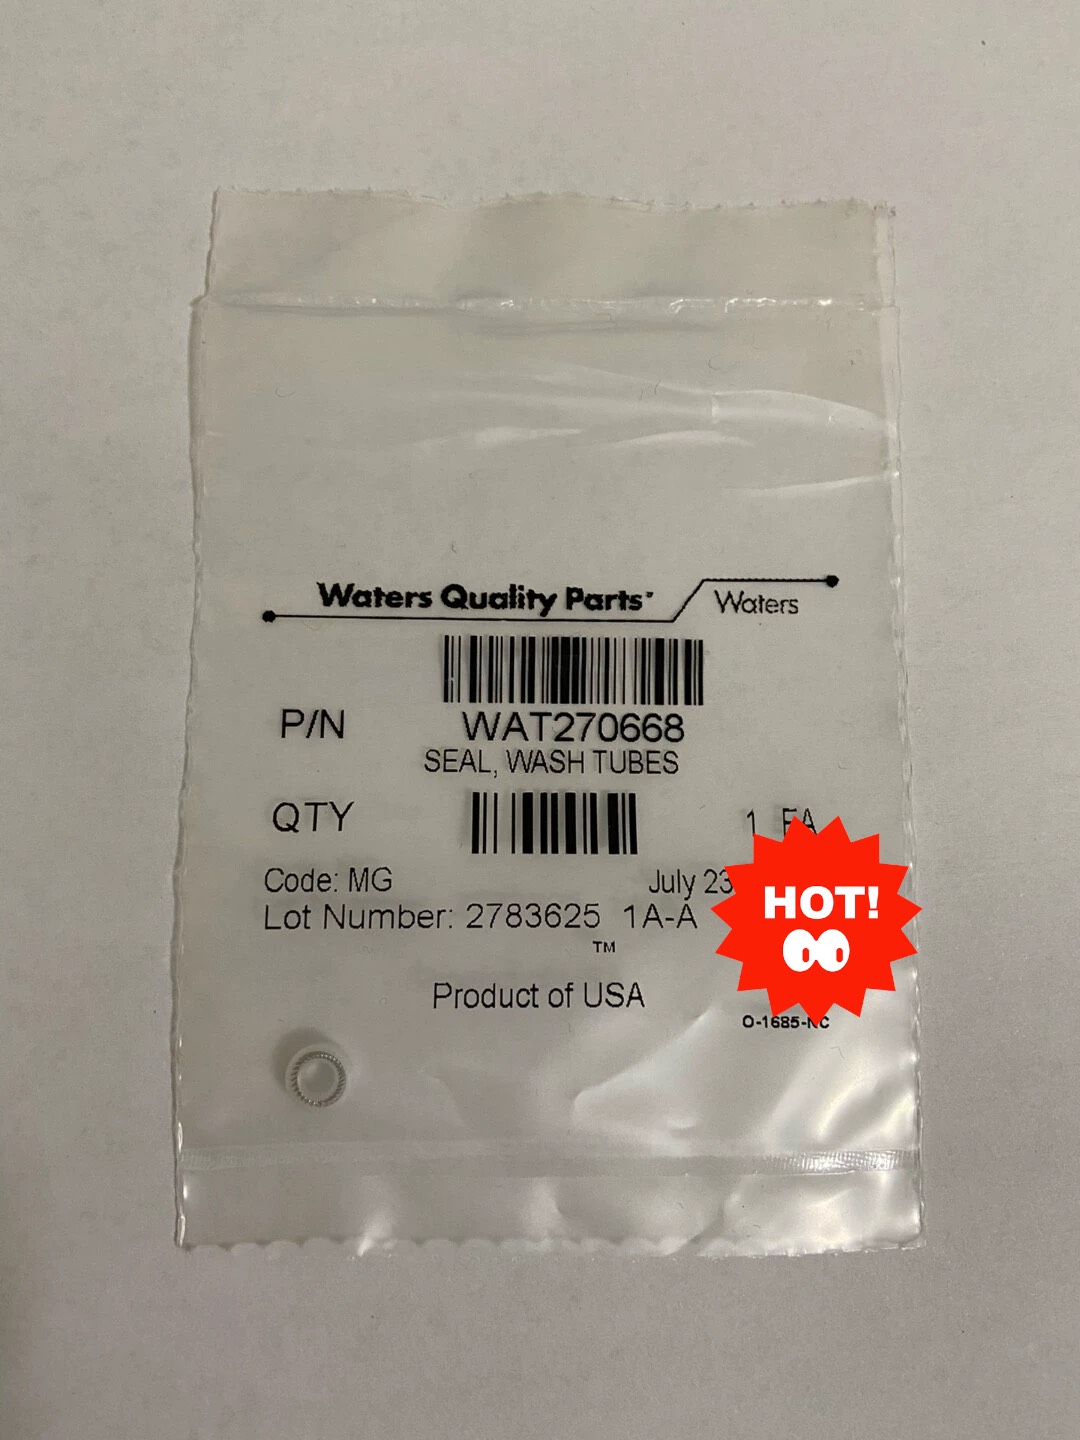 Waters Quality Parts
Waters
P/N WAT270668
SEAL, WASH TUBES
QTY 1 EA
Code: MG July 23
Lot Number: 2783625 1A-A
TM
Product of USA
HOT!
O-1685-NC